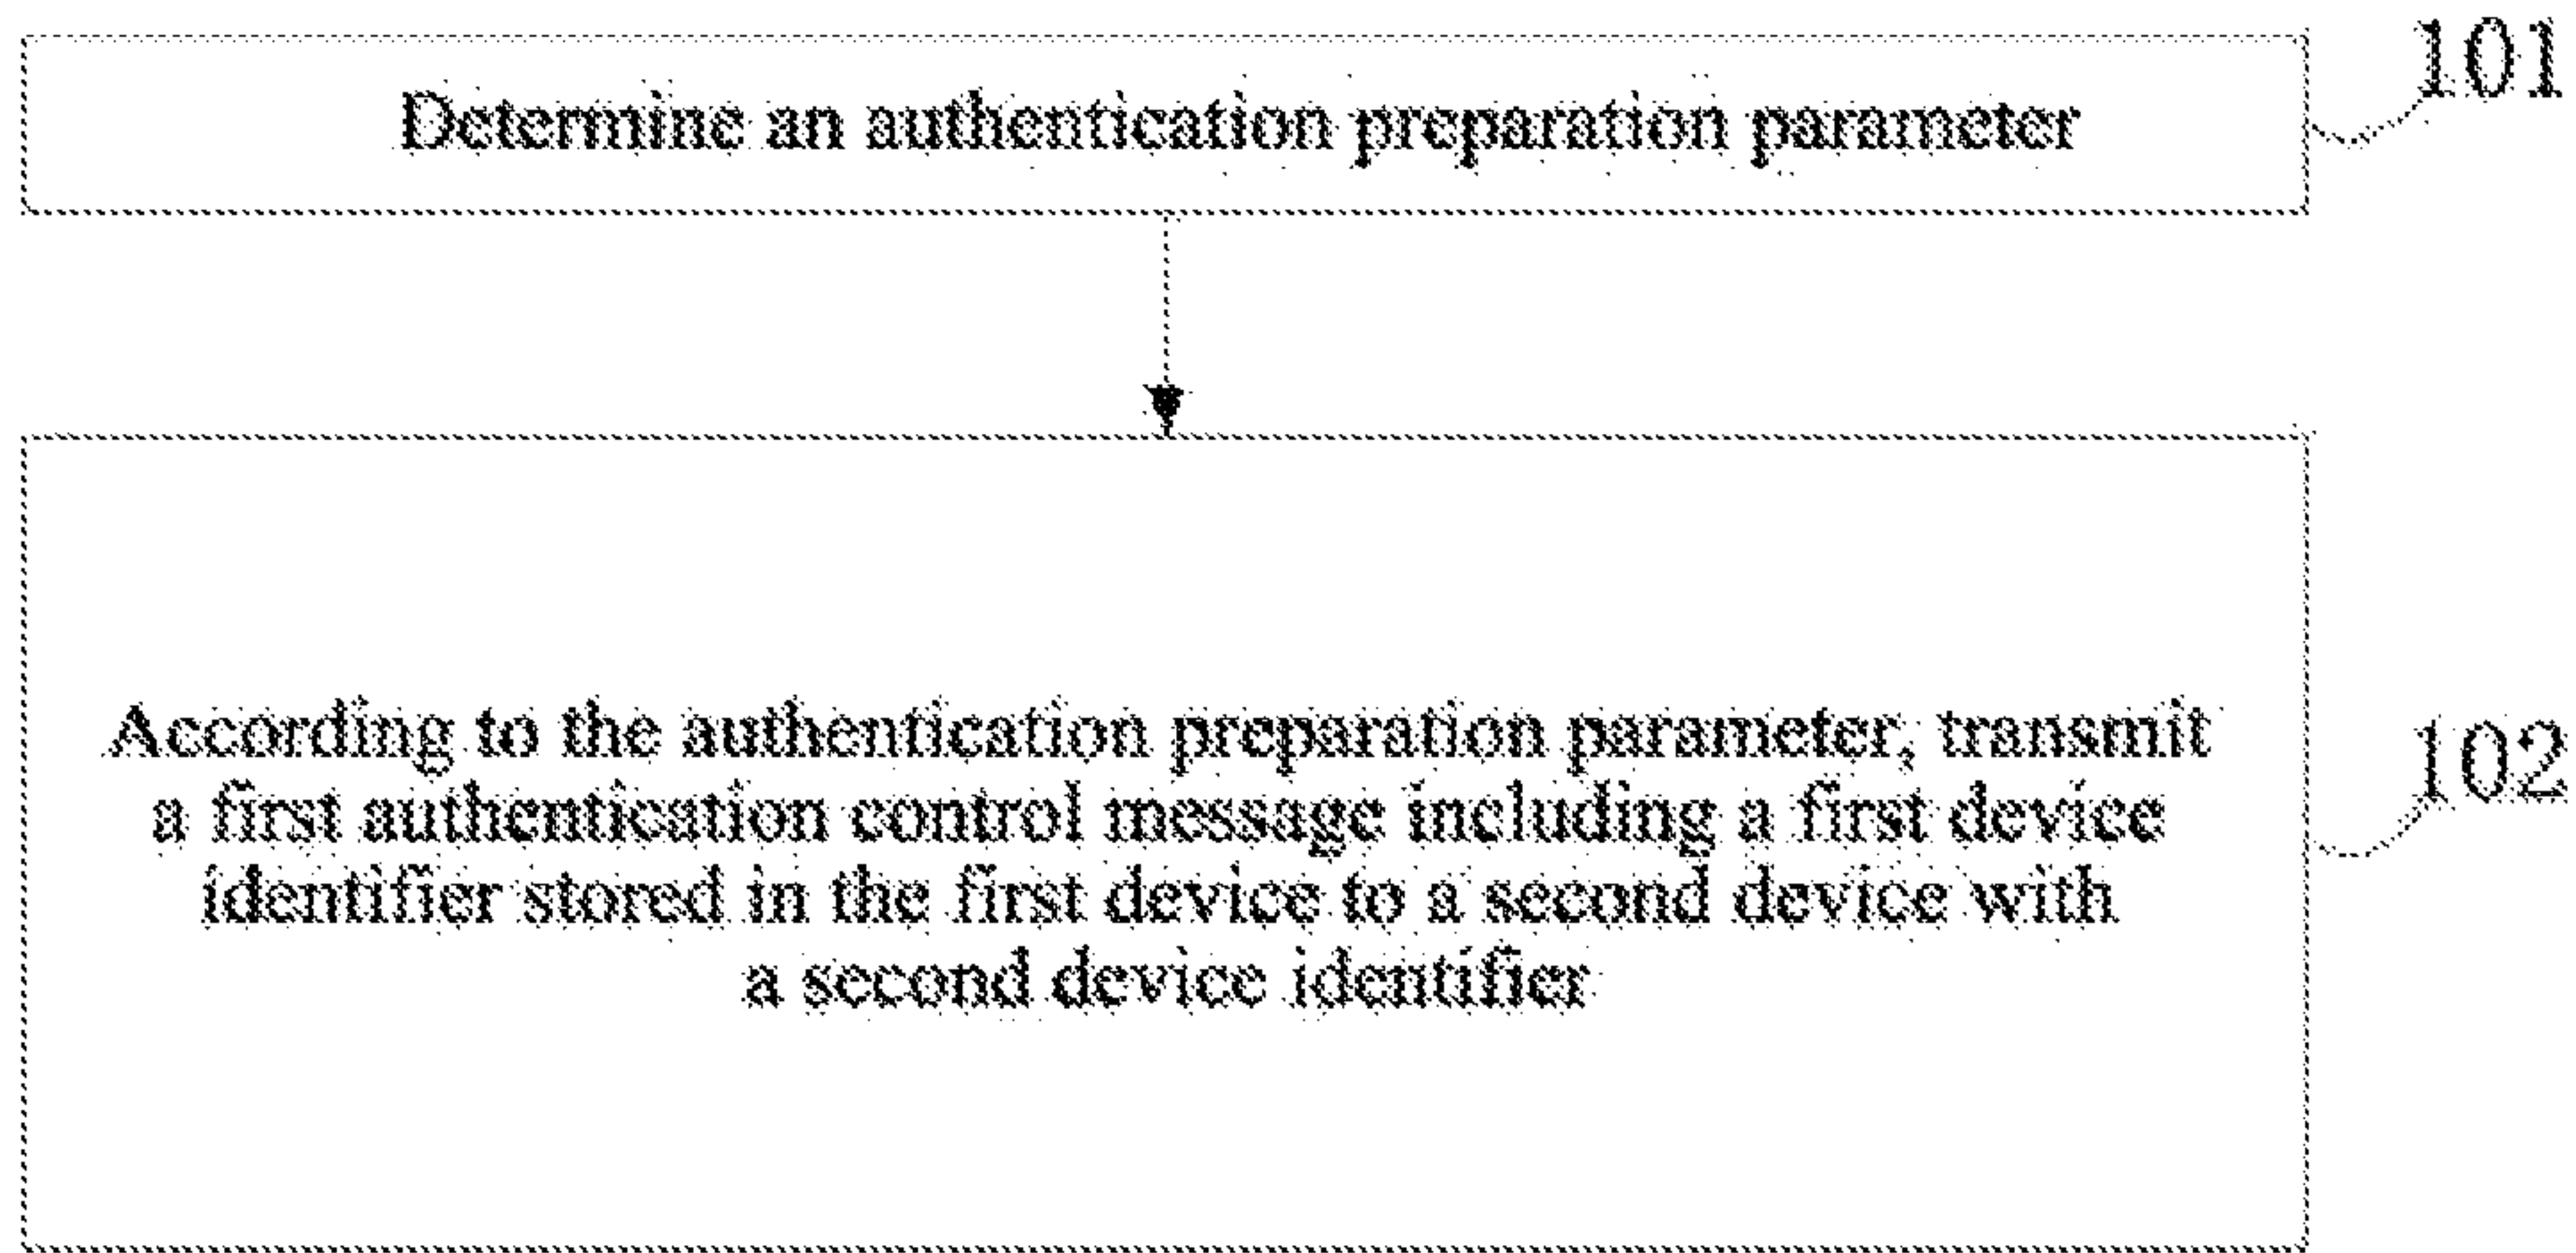 101
Determine an authentication preparation parameter
According to the authentication preparation parameter, transmit
a first authentication control message including a first device
identifier stored in the first device to a second device with
a second device identifier
102